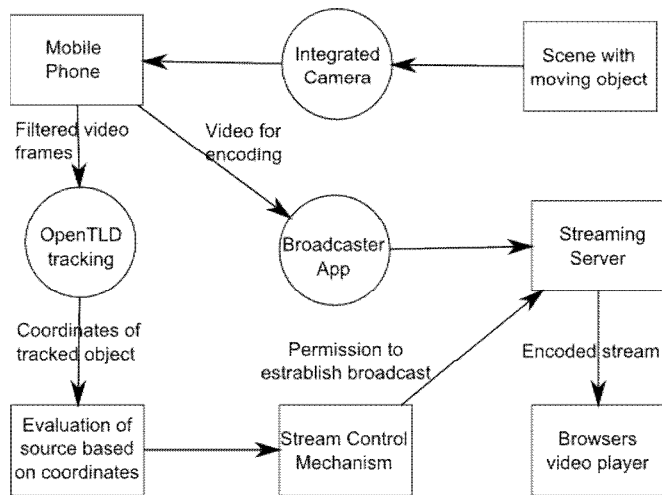 Mobile
Phone
Integrated
Camera
Scene with
moving object
Filtered video
frames
Video for
encoding
OpenTLD
tracking
Broadcaster
App
Streaming
Server
Coordinates of
tracked object
Permission to
estrablish broadcast
Encoded stream
Evaluation of
source based
on coordinates
Stream Control
Mechanism
Browsers
video player